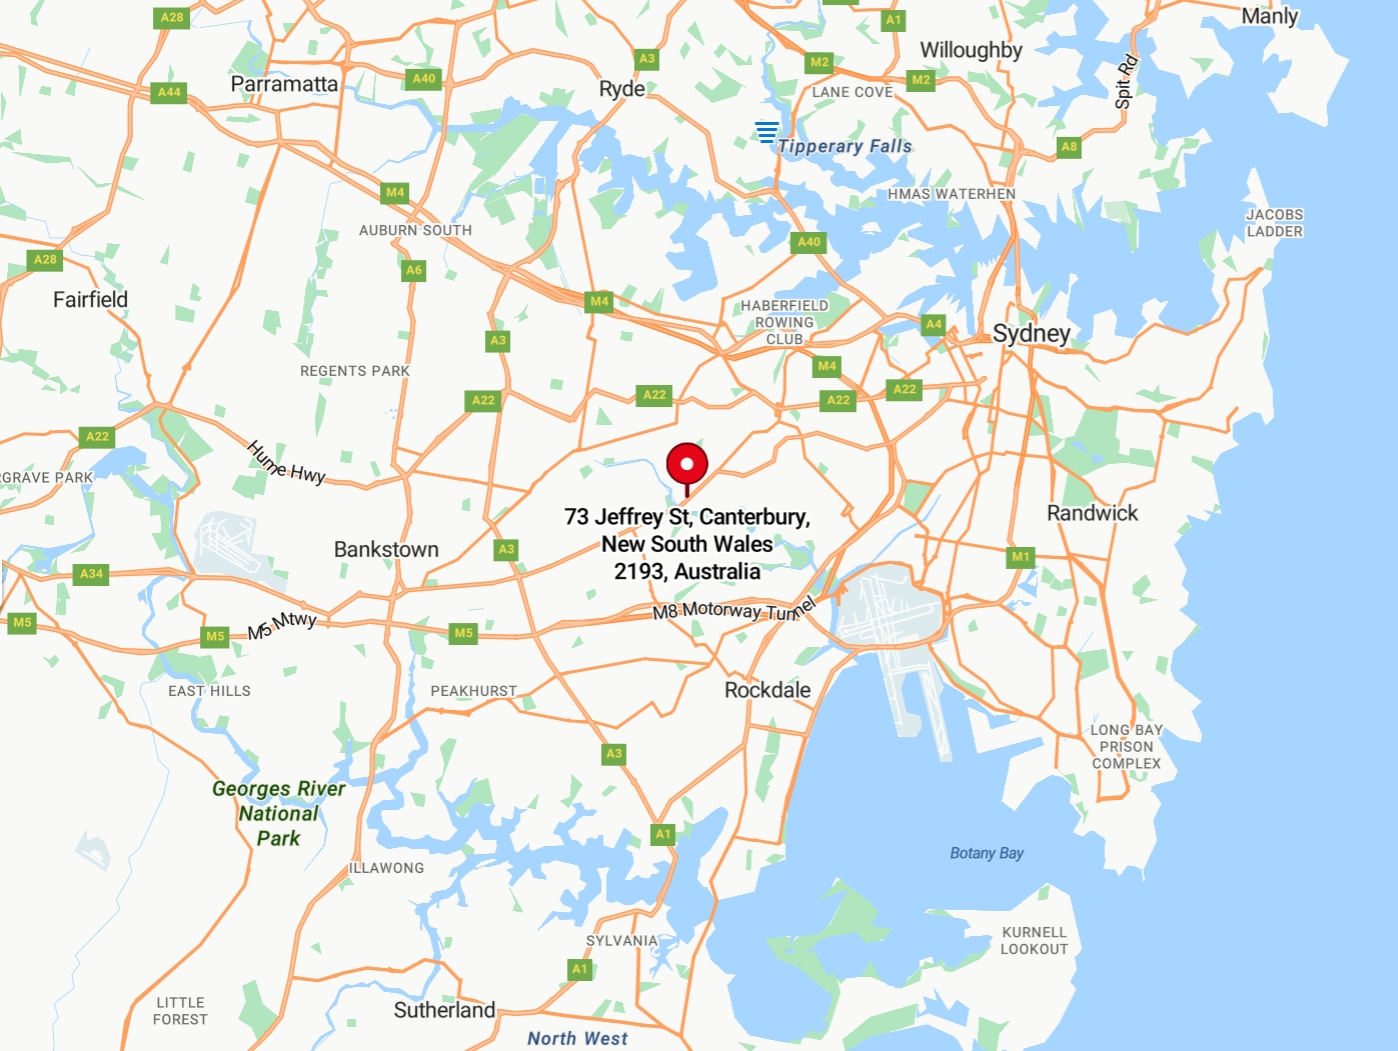 Manly
A28
A1
Willoughby
A3
M2
Spit Rd
Parramatta
A40
M2
Ryde
LANE COVE
A44
Tipperary Falls
A8
M4
HMAS WATERHEN
JACOBS
LADDER
AUBURN SOUTH
A40
A28
A6
Fairfield
M4
HABERFIELD
ROWING
CLUB
A4
Sydney
A3
REGENTS PARK
M4
A22
A22
A22
A22
A22
Hume Hwy
RGRAVE PARK
73 Jeffrey St, Canterbury,
New South Wales
2193, Australia
Randwick
Bankstown
A3
M1
A34
M8 Motorway Tunnel
M5
M5
M5 Mtwy
M5
EAST HILLS
PEAKHURST
Rockdale
LONG BAY
PRISON
COMPLEX
A3
Georges River
National
Park
A1
Botany Bay
ILLAWONG
SYLVANIA
KURNELL
LOOKOUT
A1
LITTLE
FOREST
Sutherland
North West